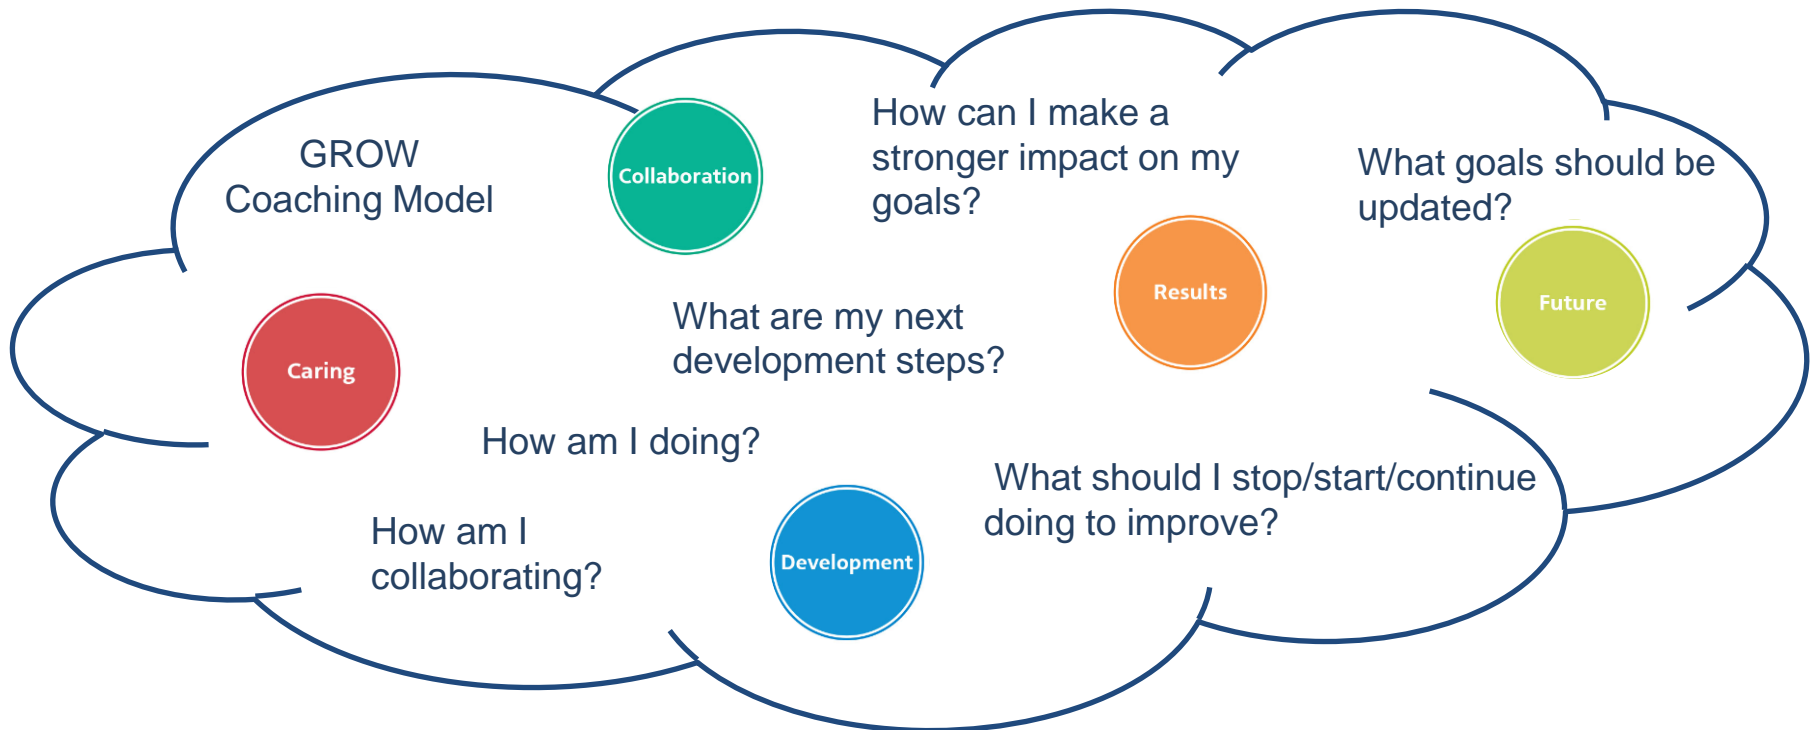 GROW
Coaching Model
Collaboration
How can I make a
stronger impact on my
goals?
What goals should be
updated?
Caring
What are my next
development steps?
Results
Future
How am I doing?
How am I
collaborating?
Development
What should I stop/start/continue
doing to improve?